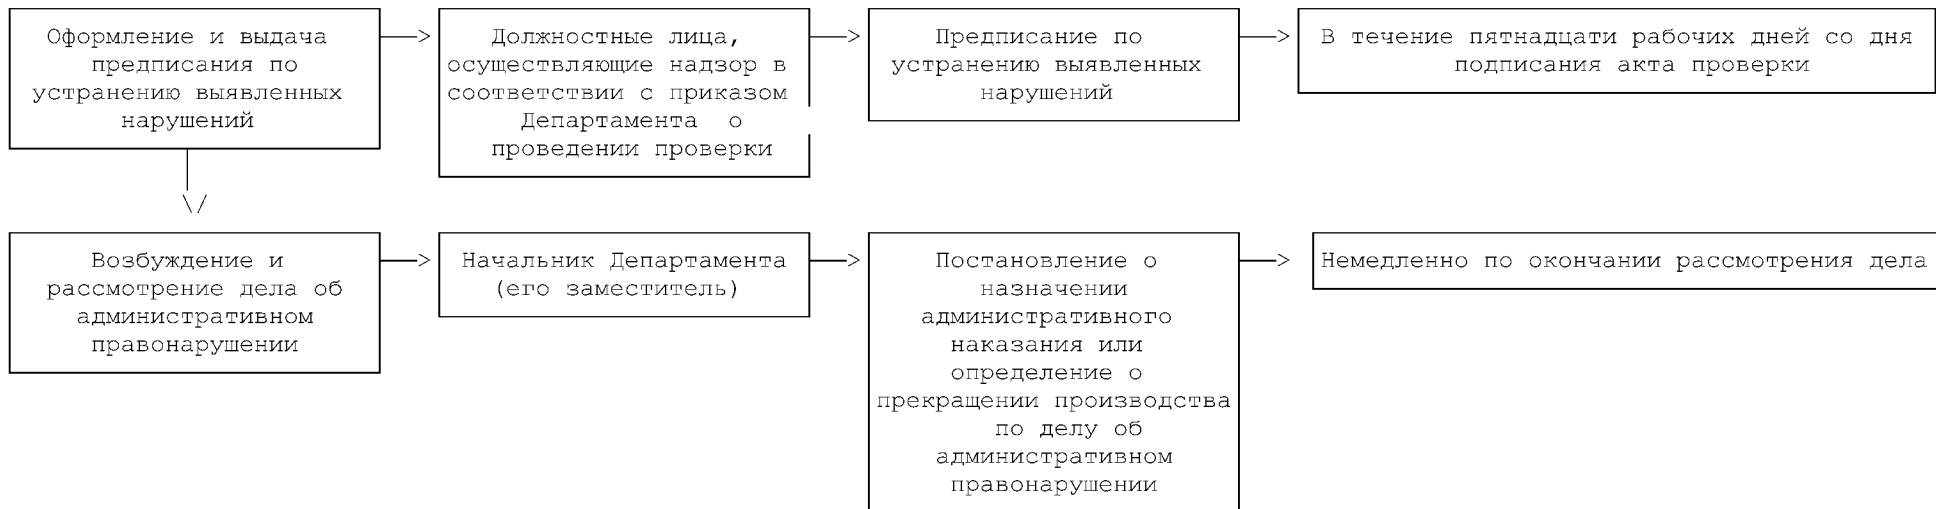 Оформление и выдача
предписания по
устранению выявленных
нарушений
Должностные лица,
осуществляющие надзор в
соответствии с приказом
Департамента о
проведении проверки
Предписание по
устранению выявленных
нарушений
В течение пятнадцати рабочих дней со дня
подписания акта проверки
Возбуждение и
рассмотрение дела об
административном
правонарушении
Начальник Департамента
(его заместитель)
Постановление о
назначении
административного
наказания или
определение о
прекращении производства
по делу об
административном
правонарушении
Немедленно по окончании рассмотрения дела